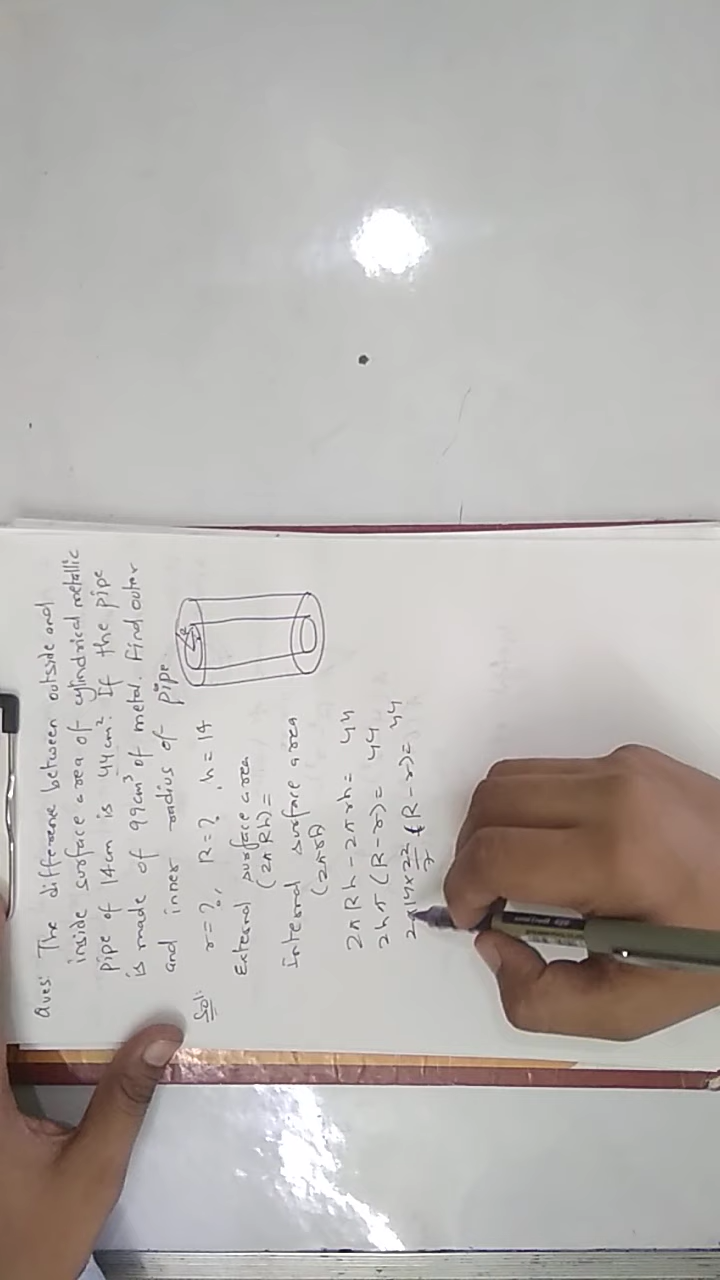 Ques: The difference between outside and
inside surface area of cylindrical metallic
pipe of 14cm is 44cm². If the pipe
is made of 99cm³ of metal. Find outer
and inner radius of pipe.
Sol: r=?, R=?, h=14
External surface area
(2πRh)=
Internal surface area
(2πrh)
2πRh-2πrh= 44
2hπ(R-r)= 44
2×14×22/7(R-r)=44